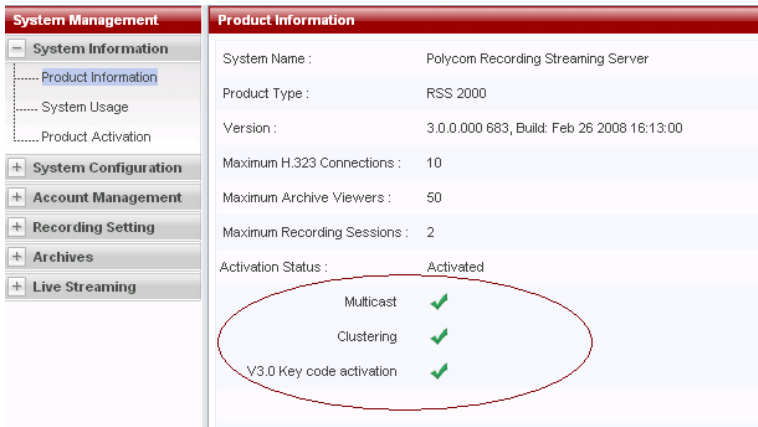 System Management
System Information
Product Information
System Usage
Product Activation
System Configuration
Account Management
Recording Setting
Archives
Live Streaming
Product Information
System Name : Polycom Recording Streaming Server
Product Type : RSS 2000
Version : 3.0.0.000 683, Build: Feb 26 2008 16:13:00
Maximum H.323 Connections : 10
Maximum Archive Viewers : 50
Maximum Recording Sessions : 2
Activation Status : Activated
Multicast
Clustering
V3.0 Key code activation